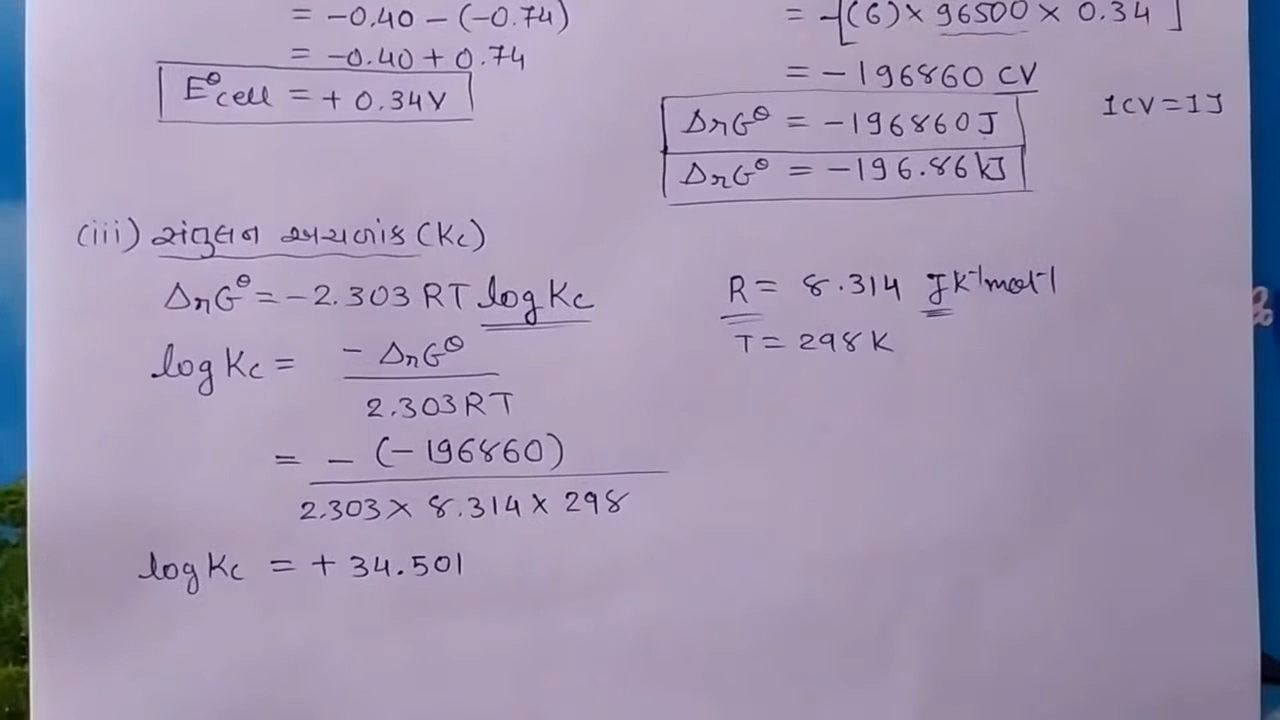 = -0.40 - (-0.74)
= -0.40 + 0.74
E⊖cell = + 0.34V
= -[(6) × 96500 × 0.34]
= -196860 CV
1CV = 1J
ΔrG⊖ = -196860J
ΔrG⊖ = -196.86 kJ
(iii) સંતુલન અચળાંક (Kc)
ΔrG⊖ = -2.303 RT log Kc
log Kc = - ΔrG⊖
2.303 RT
= - (-196860)
2.303 × 8.314 × 298
log Kc = + 34.501
R = 8.314 JK⁻¹mol⁻¹
T = 298 K